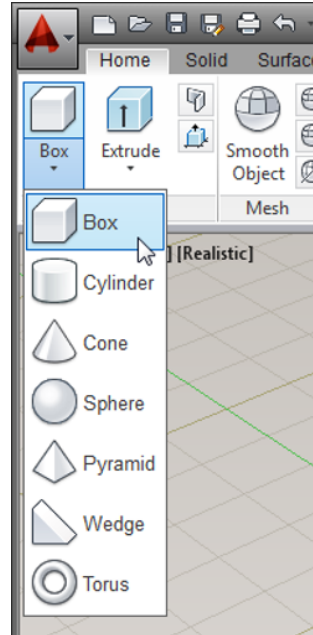 Home Solid Surfac
Box Extrude Smooth
Object
Mesh
Box
] [Realistic]
Cylinder
Cone
Sphere
Pyramid
Wedge
Torus